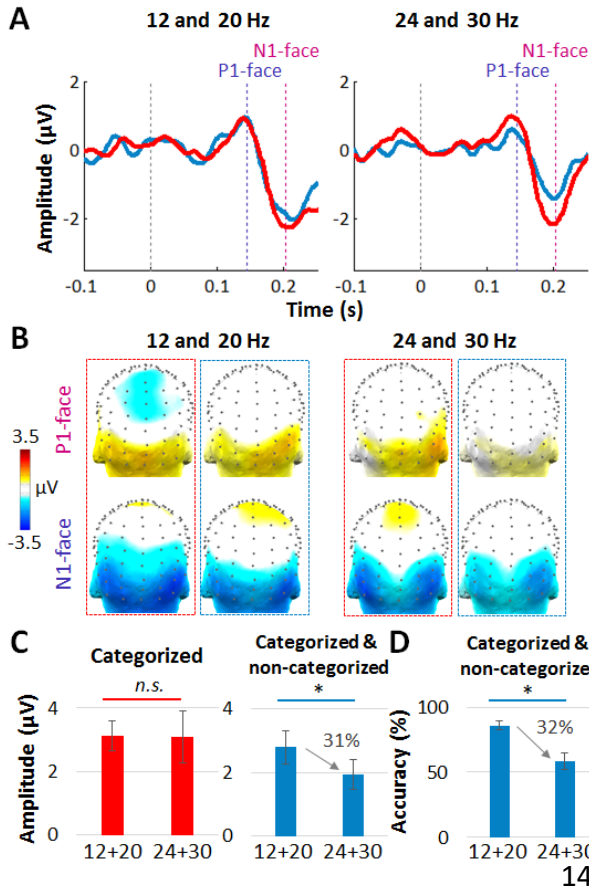 A
12 and 20 Hz
24 and 30 Hz
N1-face
P1-face
N1-face
P1-face
Amplitude (µV)
2
0
-2
2
0
-2
-0.1
0
0.1
0.2
-0.1
0
0.1
0.2
Time (s)
B
12 and 20 Hz
24 and 30 Hz
P1-face
3.5
µV
-3.5
N1-face
C
Categorized
n.s.
Categorized &
non-categorized
*
31%
Amplitude (µV)
4
2
0
12+20
24+30
4
2
0
12+20
24+30
D
Categorized &
non-categorize
*
32%
Accuracy (%)
100
50
0
12+20
24+30
14